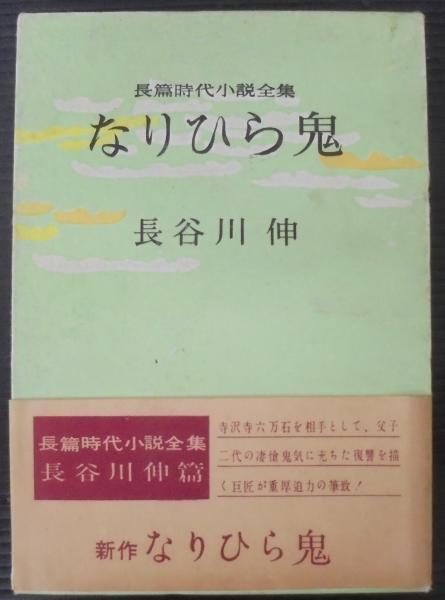 長篇時代小説全集
なりひら鬼
長谷川伸
長篇時代小説全集
長谷川伸篇
寺沢寺六万石を相手として、父子
二代の凄愴鬼気に充ちた復讐を描
く巨匠が重厚迫力の筆致！
新作なりひら鬼